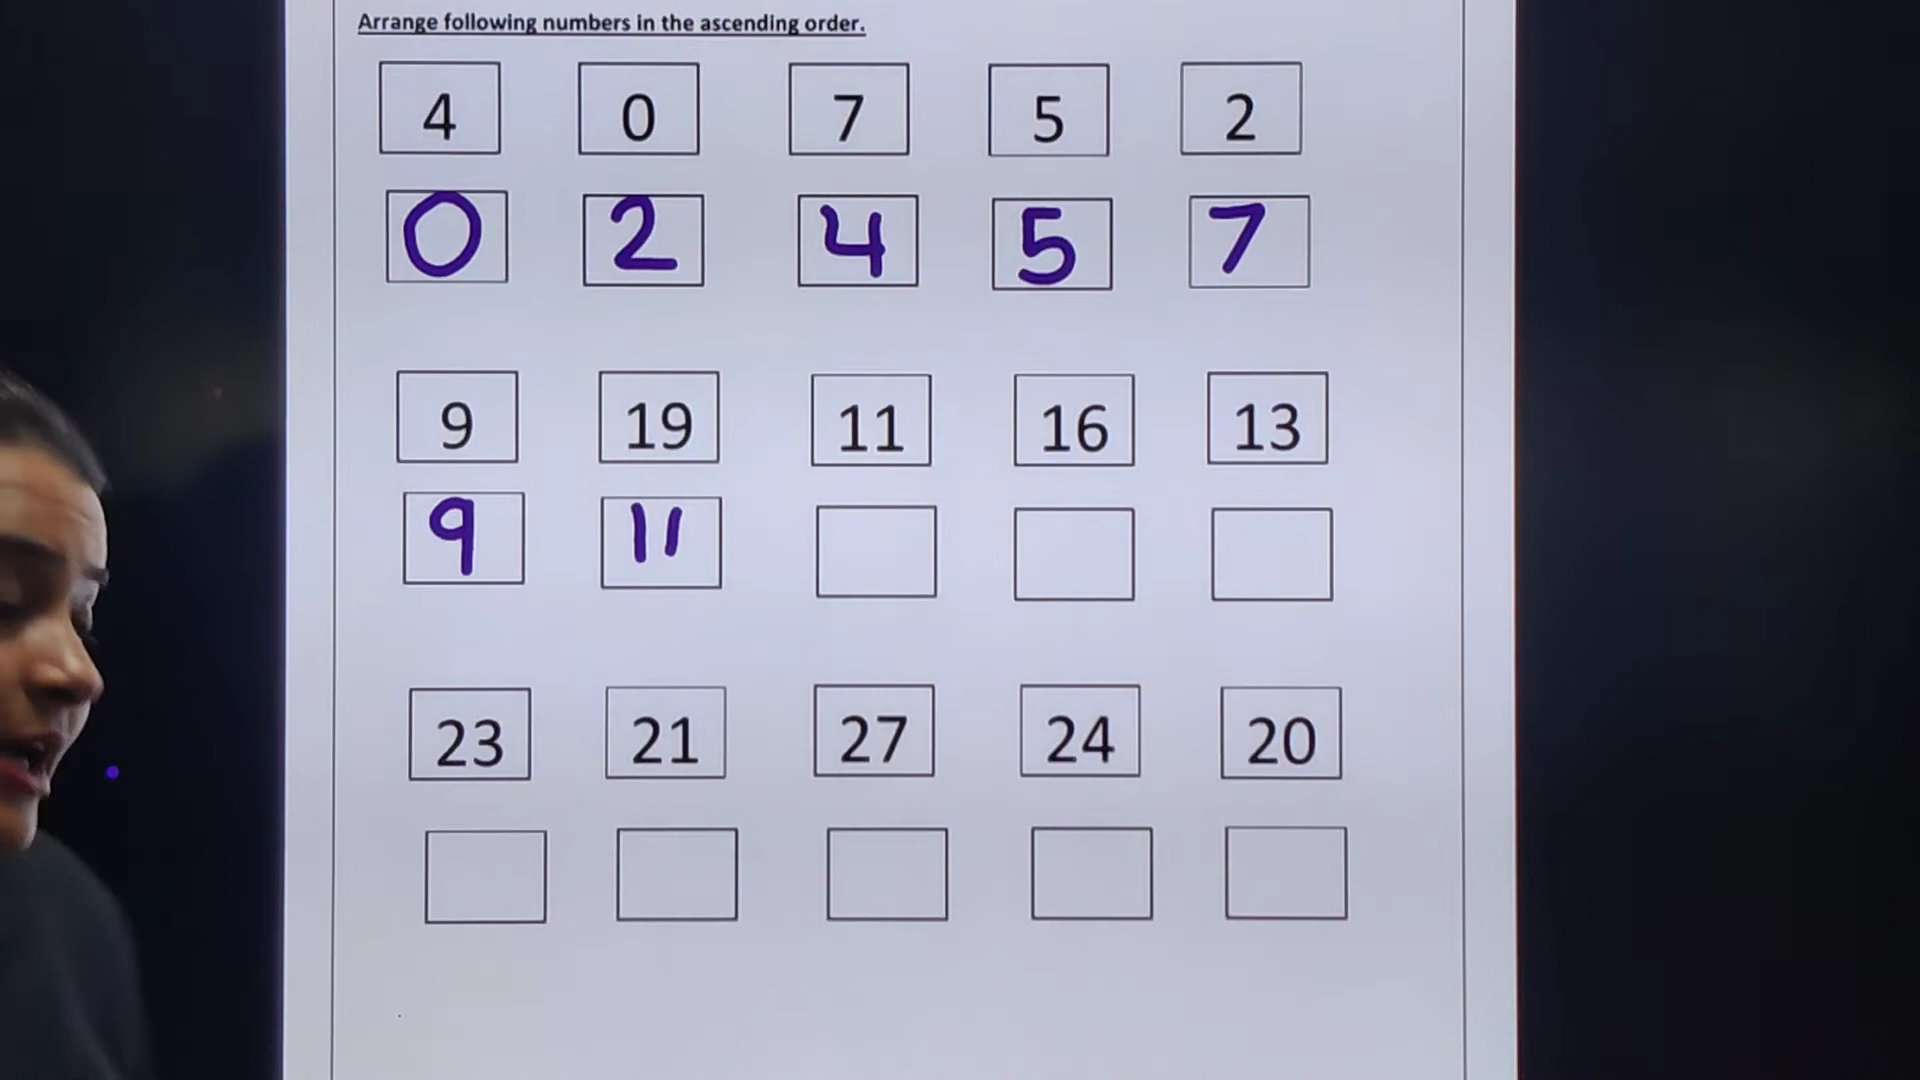 Arrange following numbers in the ascending order.
4 0 7 5 2
0 2 4 5 7
9 19 11 16 13
9 11
23 21 27 24 20